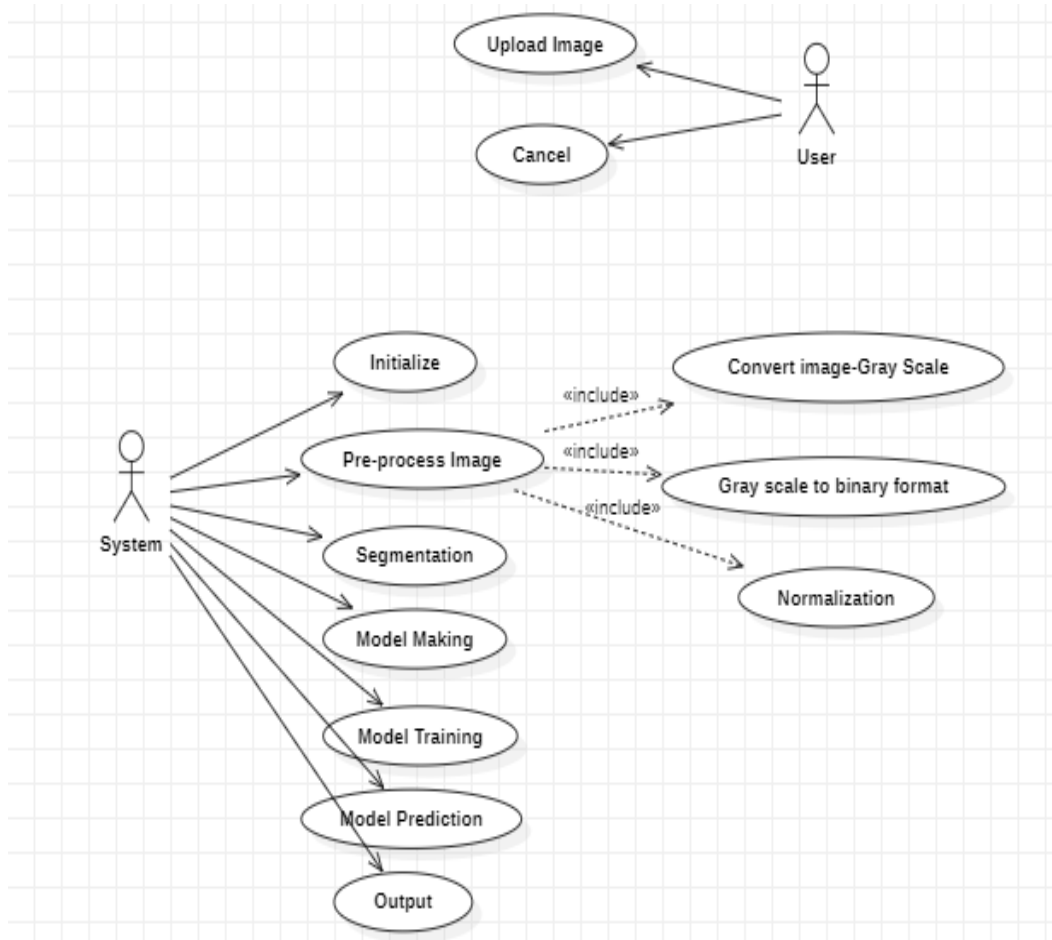 Upload Image
Cancel
User
Initialize
Convert image-Gray Scale
«include»
Pre-process Image
«include»
Gray scale to binary format
«include»
System
Segmentation
Normalization
Model Making
Model Training
Model Prediction
Output